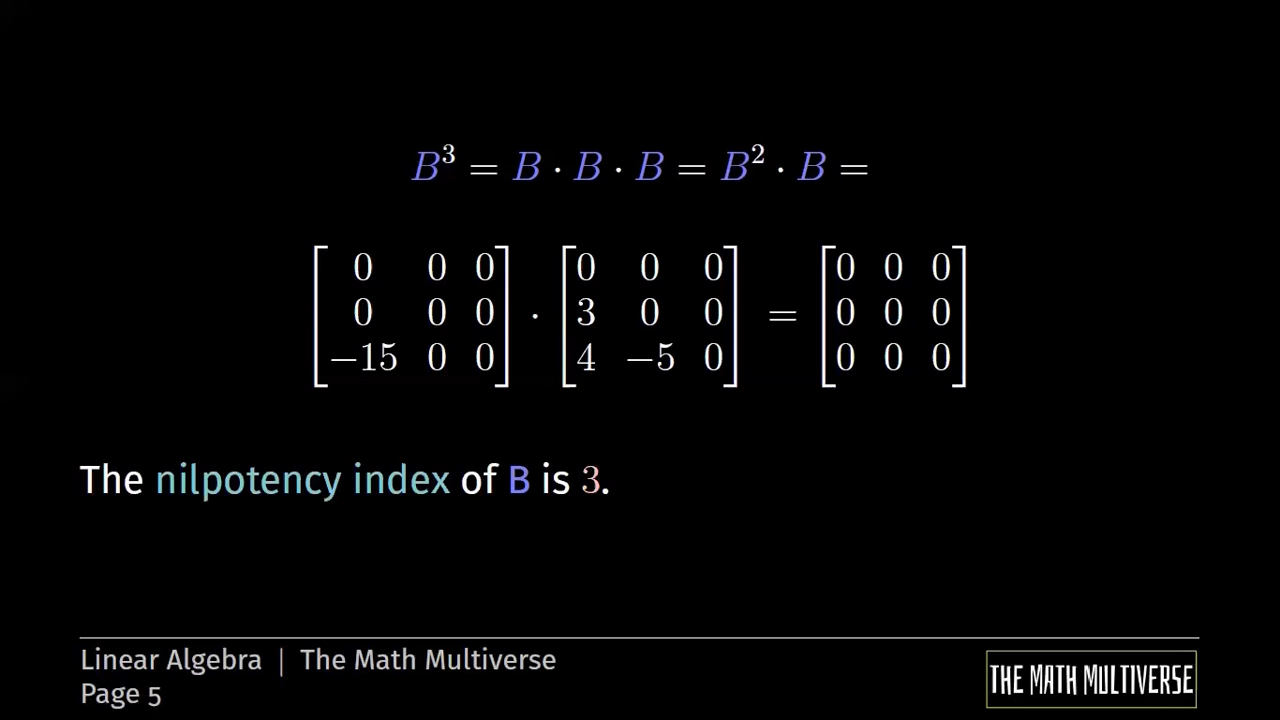 B³ = B · B · B = B² · B =
[0 0 0; 0 0 0; −15 0 0] · [0 0 0; 3 0 0; 4 −5 0] = [0 0 0; 0 0 0; 0 0 0]
The nilpotency index of B is 3.
Linear Algebra | The Math Multiverse
Page 5
THE MATH MULTIVERSE